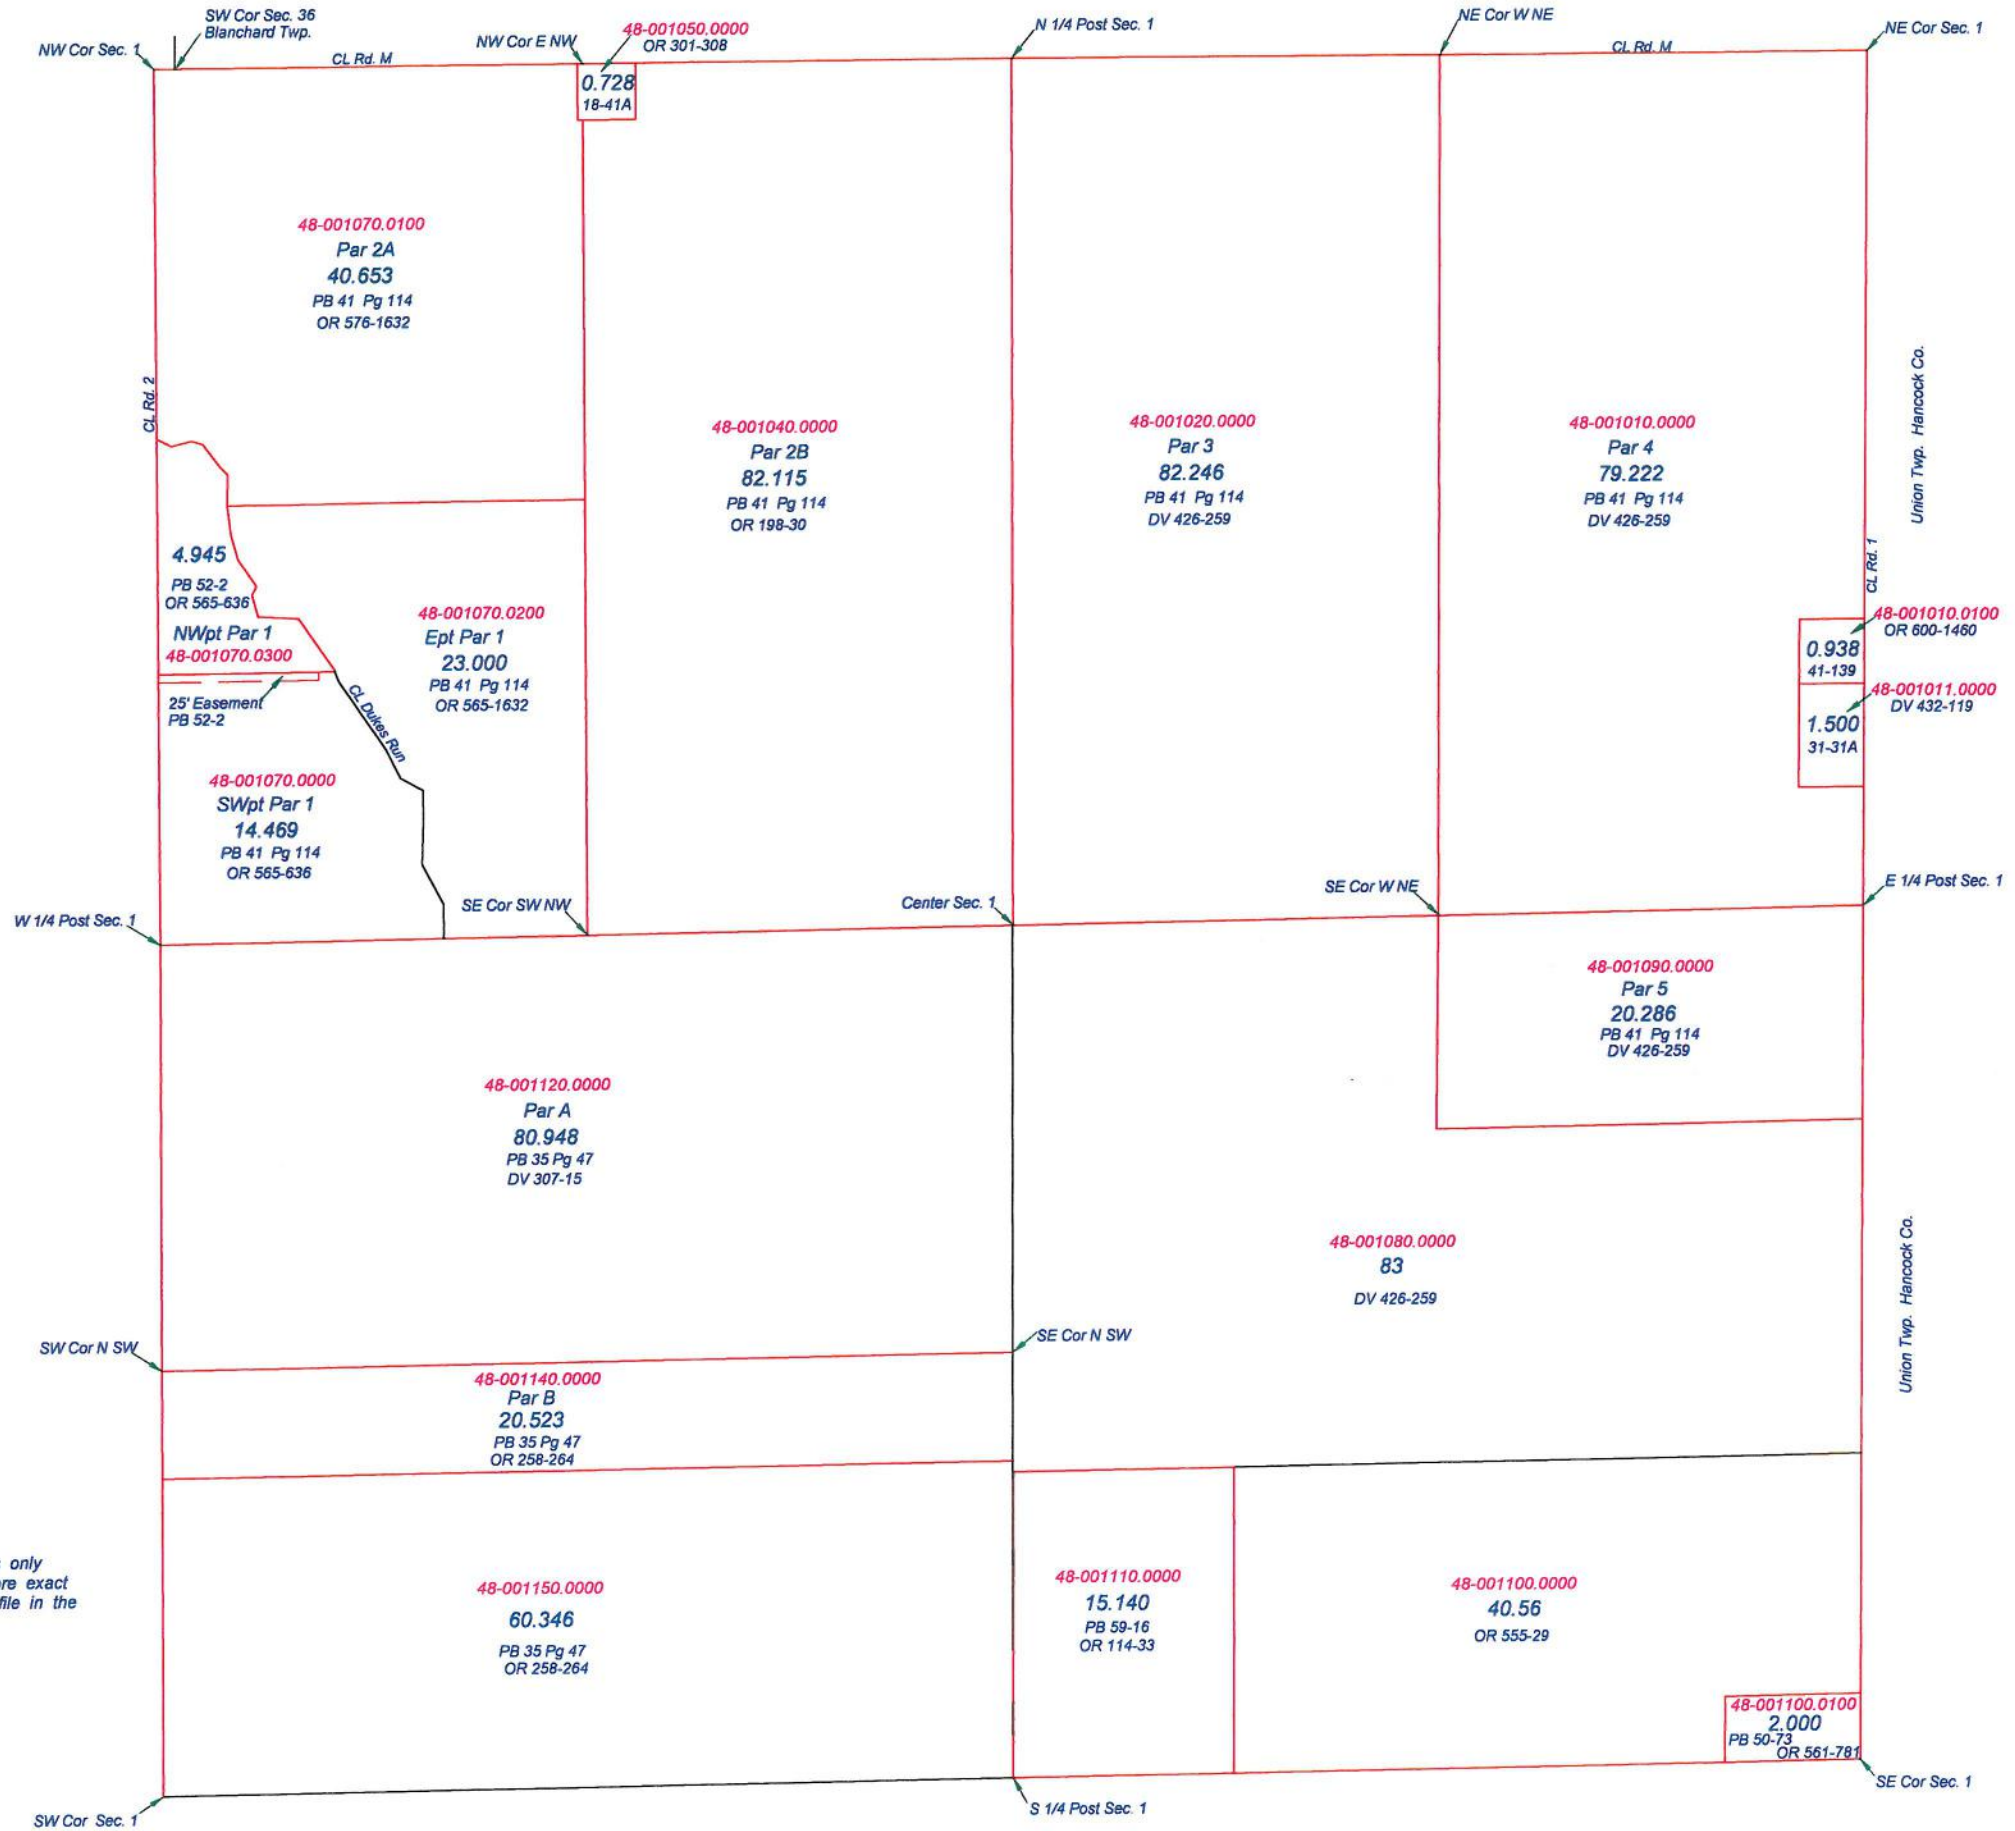 SW Cor Sec. 36
Blanchard Twp.
NW Cor Sec. 1
CL Rd. M
NW Cor E NW
48-001050.0000
OR 301-308
N 1/4 Post Sec. 1
NE Cor W NE
CL Rd. M
NE Cor Sec. 1
0.728
18-41A
48-001070.0100
Par 2A
40.653
PB 41 Pg 114
OR 576-1632
CL Rd. 2
48-001040.0000
Par 2B
82.115
PB 41 Pg 114
OR 198-30
48-001020.0000
Par 3
82.246
PB 41 Pg 114
DV 426-259
48-001010.0000
Par 4
79.222
PB 41 Pg 114
DV 426-259
Union Twp. Hancock Co.
CL Rd. 1
4.945
PB 52-2
OR 565-636
NWpt Par 1
48-001070.0300
25' Easement
PB 52-2
48-001070.0200
Ept Par 1
23.000
PB 41 Pg 114
OR 565-1632
CL Dukes Run
48-001010.0100
OR 600-1460
0.938
41-139
48-001011.0000
DV 432-119
1.500
31-31A
48-001070.0000
SWpt Par 1
14.469
PB 41 Pg 114
OR 565-636
W 1/4 Post Sec. 1
SE Cor SW NW
Center Sec. 1
SE Cor W NE
E 1/4 Post Sec. 1
48-001090.0000
Par 5
20.286
PB 41 Pg 114
DV 426-259
48-001120.0000
Par A
80.948
PB 35 Pg 47
DV 307-15
48-001080.0000
83
DV 426-259
Union Twp. Hancock Co.
SW Cor N SW
SE Cor N SW
48-001140.0000
Par B
20.523
PB 35 Pg 47
OR 258-264
only
re exact
file in the
48-001150.0000
60.346
PB 35 Pg 47
OR 258-264
48-001110.0000
15.140
PB 59-16
OR 114-33
48-001100.0000
40.56
OR 555-29
48-001100.0100
2.000
PB 50-73
OR 561-781
SW Cor Sec. 1
S 1/4 Post Sec. 1
SE Cor Sec. 1